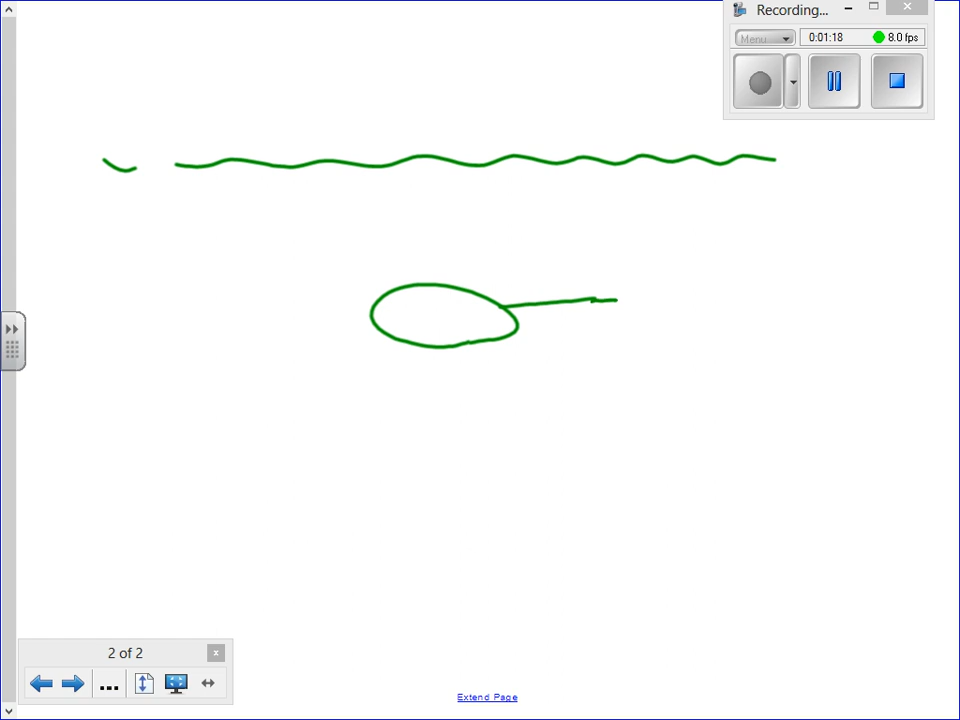 Recording...
Menu
0:01:18
8.0 fps
2 of 2
...
Extend Page